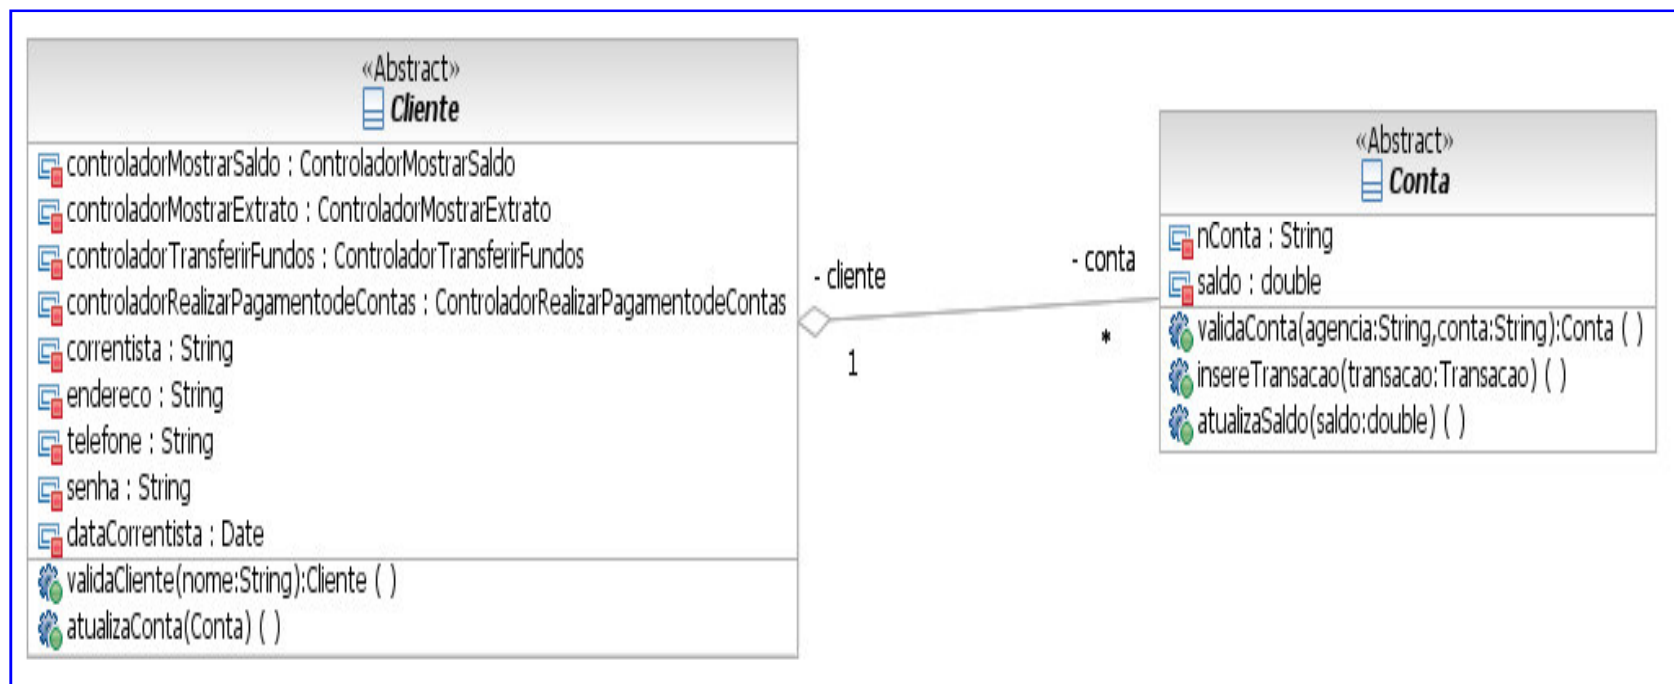 «Abstract»
Cliente
controladorMostrarSaldo : ControladorMostrarSaldo
controladorMostrarExtrato : ControladorMostrarExtrato
controladorTransferirFundos : ControladorTransferirFundos
controladorRealizarPagamentodeContas : ControladorRealizarPagamentodeContas
correntista : String
endereco : String
telefone : String
senha : String
dataCorrentista : Date
validaCliente(nome:String):Cliente ( )
atualizaConta(Conta) ( )
- cliente
1
- conta
*
«Abstract»
Conta
nConta : String
saldo : double
validaConta(agencia:String,conta:String):Conta ( )
insereTransacao(transacao:Transacao) ( )
atualizaSaldo(saldo:double) ( )